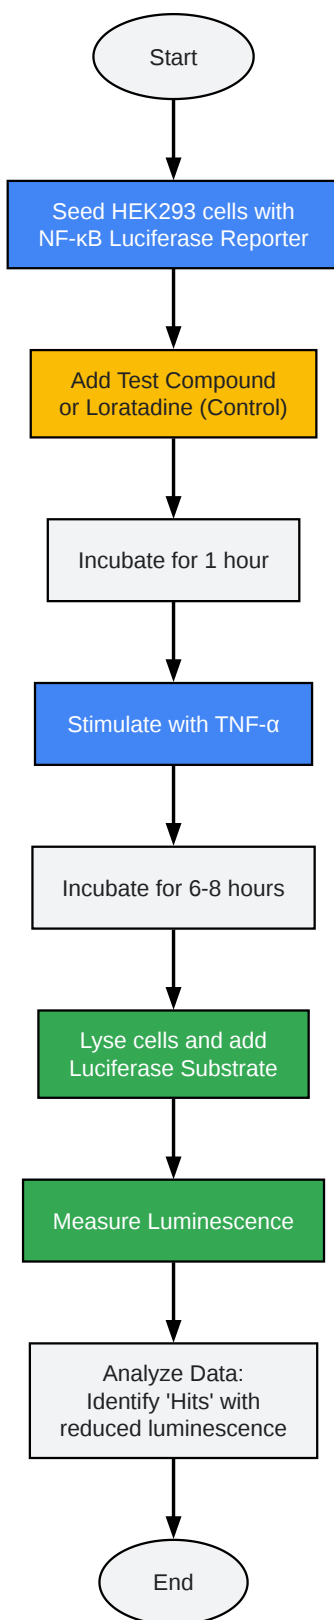 Start
Seed HEK293 cells with
NF-κB Luciferase Reporter
Add Test Compound
or Loratadine (Control)
Incubate for 1 hour
Stimulate with TNF-α
Incubate for 6-8 hours
Lyse cells and add
Luciferase Substrate
Measure Luminescence
Analyze Data:
Identify 'Hits' with
reduced luminescence
End